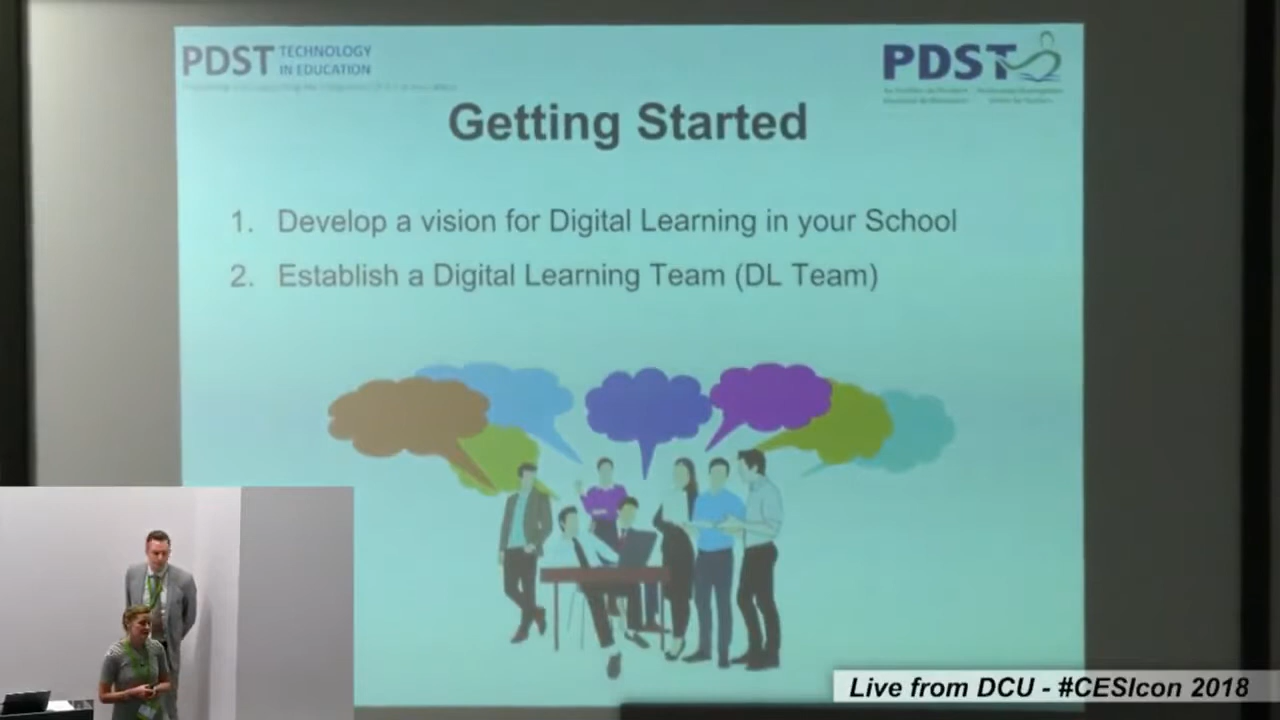 PDST TECHNOLOGY
IN EDUCATION
PDST
Getting Started
1. Develop a vision for Digital Learning in your School
2. Establish a Digital Learning Team (DL Team)
Live from DCU - #CESIcon 2018